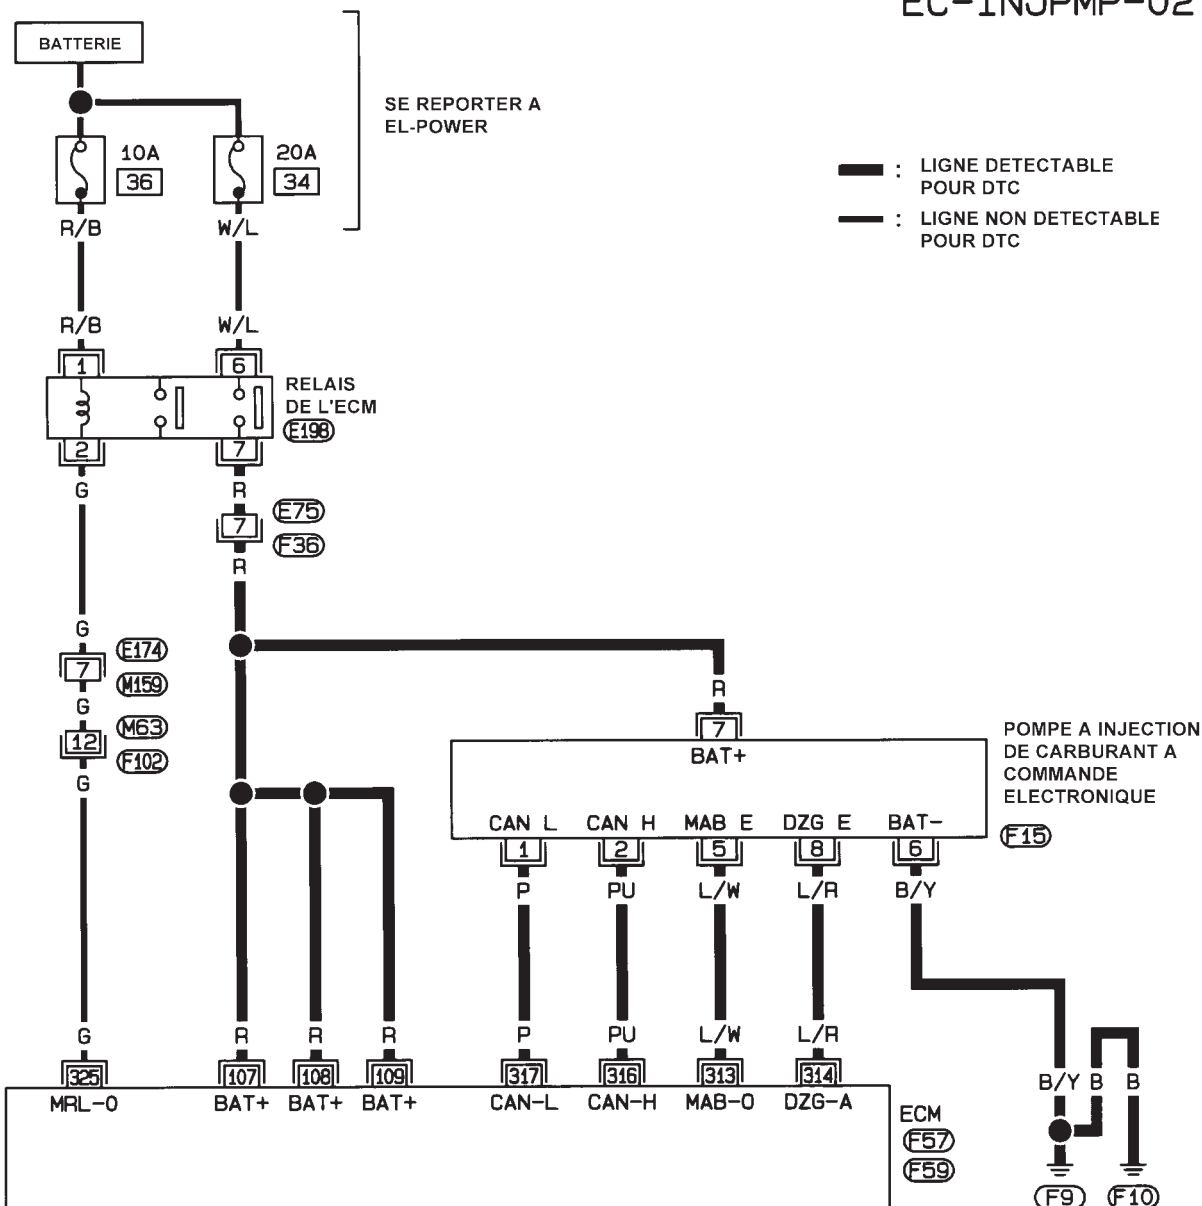 EC-INJPMP-02
BATTERIE
SE REPORTER A
EL-POWER
10A
36
20A
34
: LIGNE DETECTABLE
POUR DTC
: LIGNE NON DETECTABLE
POUR DTC
R/B W/L
R/B W/L
1 6
RELAIS
DE L'ECM
E198
2 7
G R
7
E75
F36
R
G
7
E174
M159
G R
12
M63
F102
G
7
BAT+
POMPE A INJECTION
DE CARBURANT A
COMMANDE
ELECTRONIQUE
F15
CAN L CAN H MAB E DZG E BAT-
1 2 5 8 6
P PU L/W L/R B/Y
G R R R P PU L/W L/R
325 107 108 109 317 316 313 314
MRL-O BAT+ BAT+ BAT+ CAN-L CAN-H MAB-O DZG-A
ECM
F57
F59
B/Y B B
F9 F10